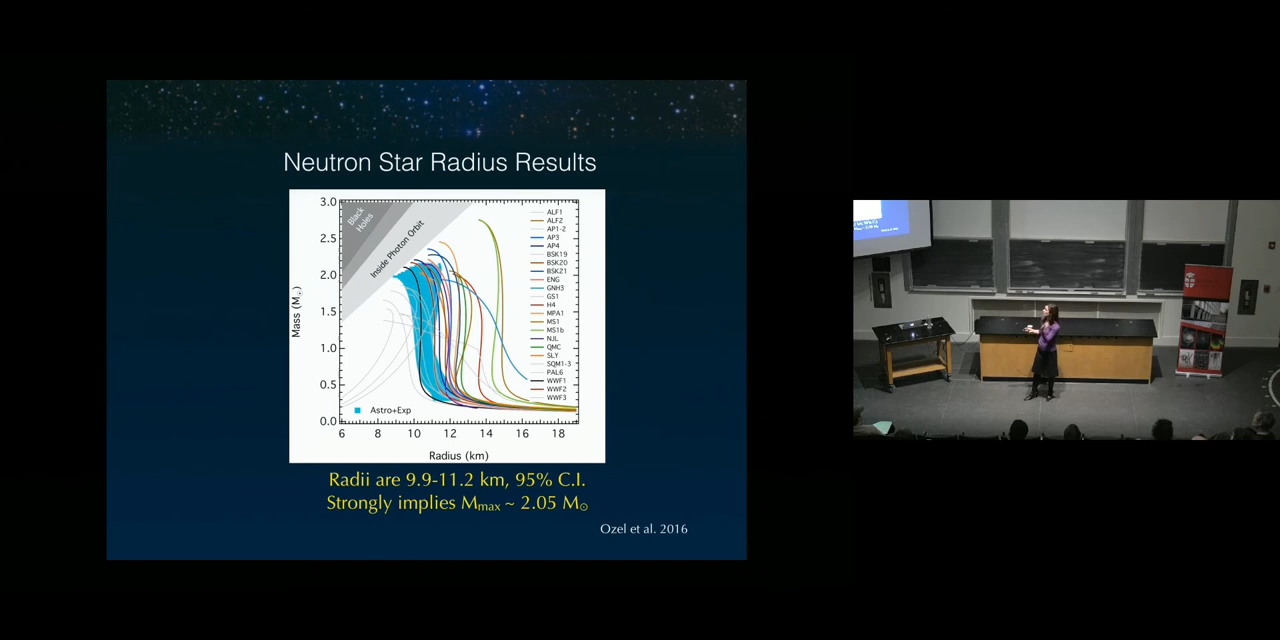 Neutron Star Radius Results
3.0
2.5
2.0
1.5
1.0
0.5
0.0
Mass (M☉)
Black
Holes
Inside Photon Orbit
ALF1
ALF2
AP1-2
AP3
AP4
BSK19
BSK20
BSK21
ENG
GNH3
GS1
H4
MPA1
MS1
MS1b
NJL
QMC
SLY
SQM1-3
PAL6
WWF1
WWF2
WWF3
Astro+Exp
6 8 10 12 14 16 18
Radius (km)
Radii are 9.9-11.2 km, 95% C.I.
Strongly implies Mmax ~ 2.05 M☉
Ozel et al. 2016